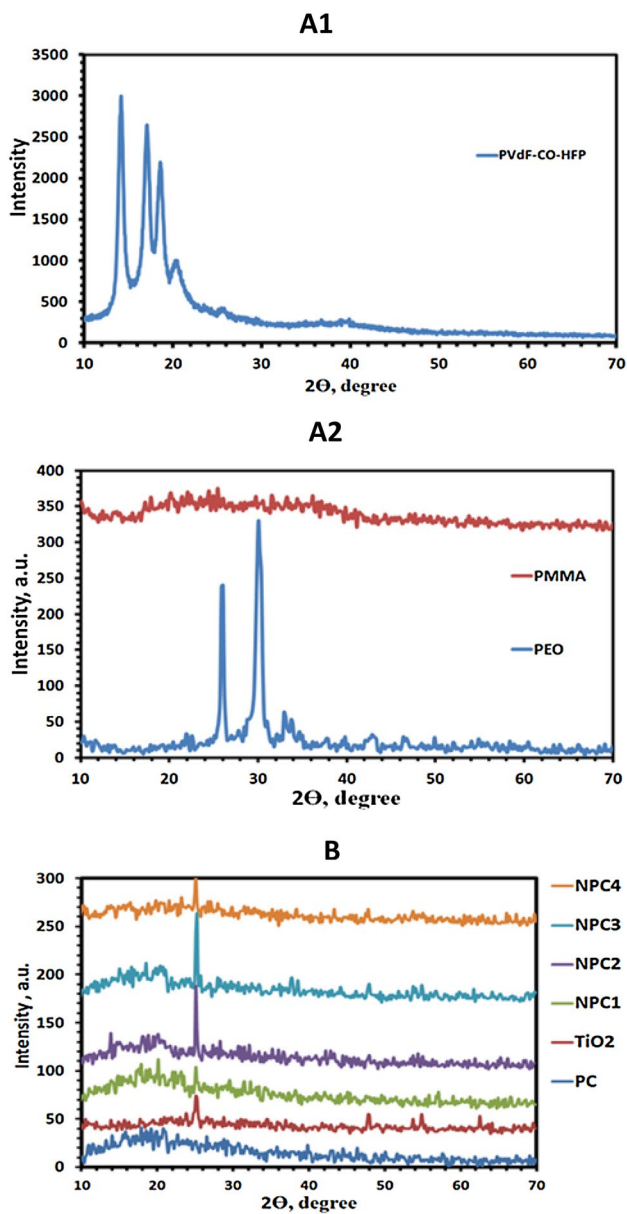 A1
3500
3000
2500
2000
1500
1000
500
0
Intensity
PVdF-CO-HFP
10 20 30 40 50 60 70
2Ө, degree
A2
400
350
300
250
200
150
100
50
0
Intensity, a.u.
PMMA
PEO
10 20 30 40 50 60 70
2Ө, degree
B
300
250
200
150
100
50
0
Intensity, a.u.
NPC4
NPC3
NPC2
NPC1
TiO2
PC
10 20 30 40 50 60 70
2Ө, degree